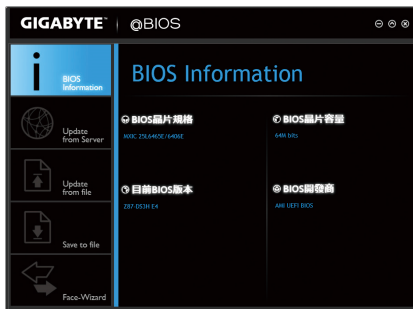 GIGABYTE™ @BIOS
BIOS Information
BIOS
Information
Update
from Server
Update
from file
Save to file
Face-Wizard
BIOS晶片規格
MXIC 25L6465E/6406E
BIOS晶片容量
64M bits
目前BIOS版本
Z87-DS3H E4
BIOS開發商
AMI UEFI BIOS